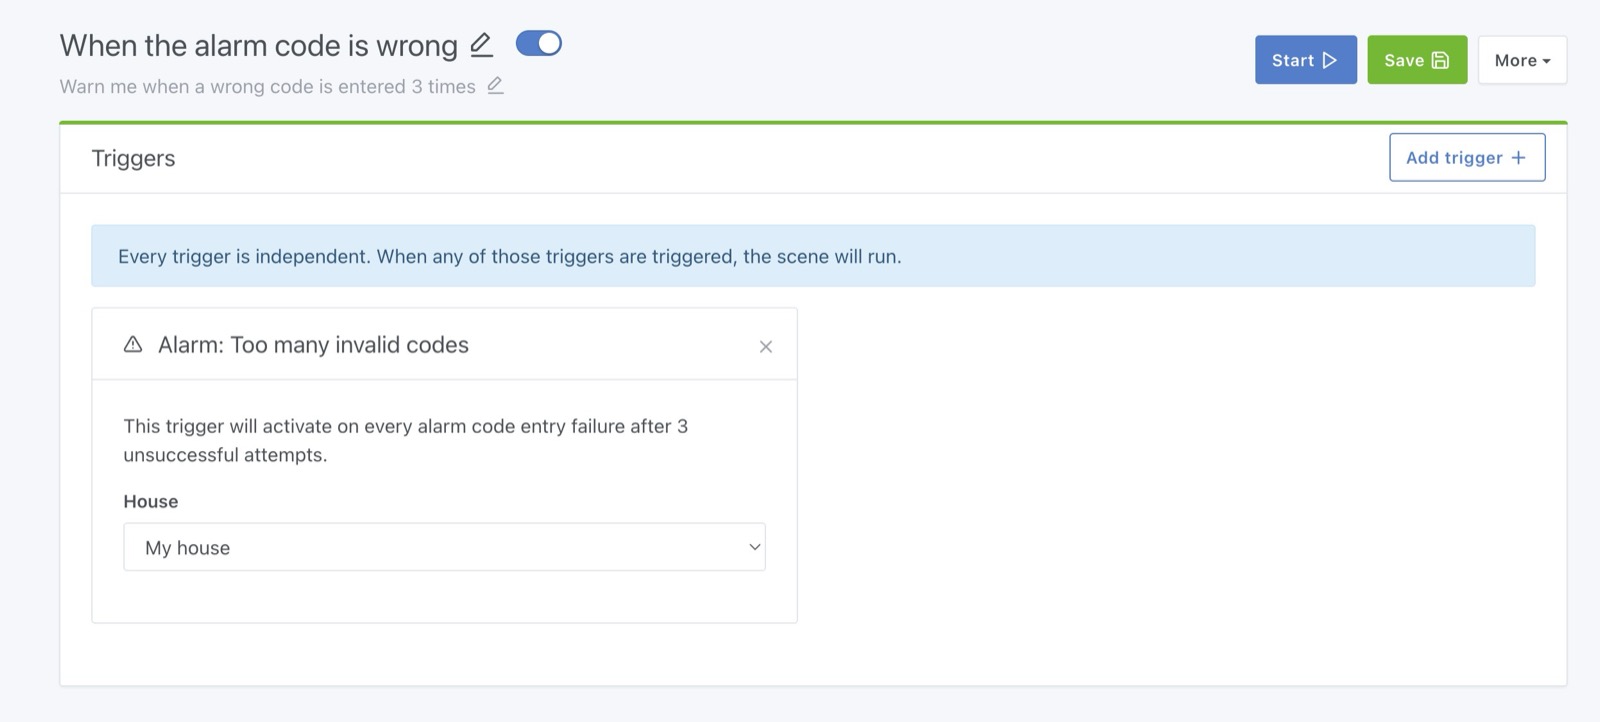 When the alarm code is wrong
Start
Save
More
Warn me when a wrong code is entered 3 times
Triggers
Add trigger +
Every trigger is independent. When any of those triggers are triggered, the scene will run.
Alarm: Too many invalid codes
This trigger will activate on every alarm code entry failure after 3
unsuccessful attempts.
House
My house